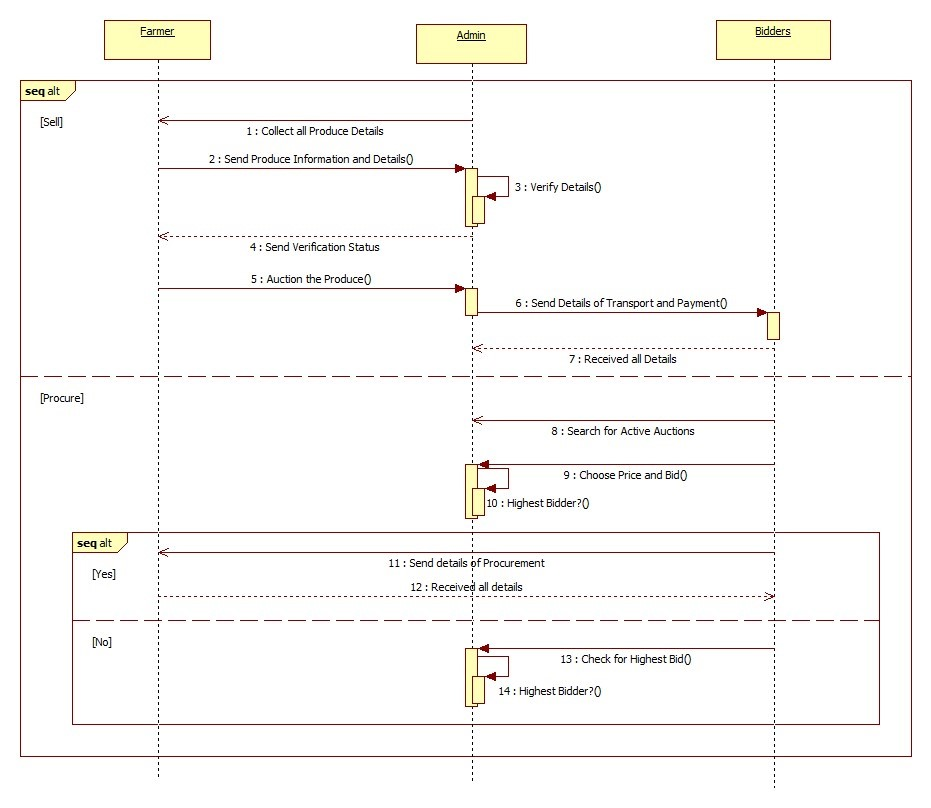 Farmer
Admin
Bidders
seq alt
[Sell]
1 : Collect all Produce Details
2 : Send Produce Information and Details()
3 : Verify Details()
4 : Send Verification Status
5 : Auction the Produce()
6 : Send Details of Transport and Payment()
7 : Received all Details
[Procure]
8 : Search for Active Auctions
9 : Choose Price and Bid()
10 : Highest Bidder?()
seq alt
11 : Send details of Procurement
[Yes]
12 : Received all details
[No]
13 : Check for Highest Bid()
14 : Highest Bidder?()